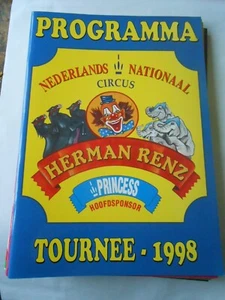 PROGRAMMA
NEDERLANDS NATIONAAL
CIRCUS
HERMAN RENZ
PRINCESS
HOOFDSPONSOR
TOURNEE - 1998